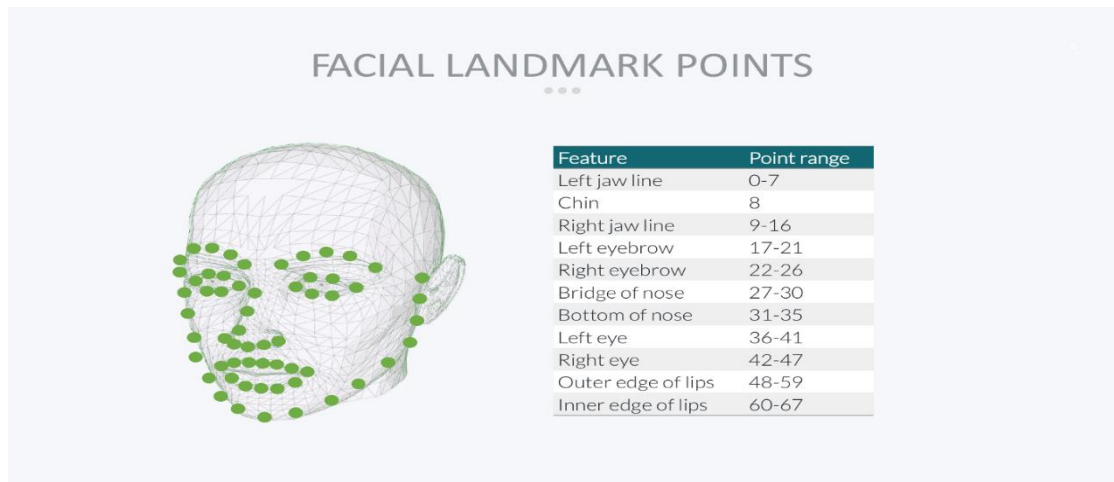 FACIAL LANDMARK POINTS
Feature Point range
Left jaw line 0-7
Chin 8
Right jaw line 9-16
Left eyebrow 17-21
Right eyebrow 22-26
Bridge of nose 27-30
Bottom of nose 31-35
Left eye 36-41
Right eye 42-47
Outer edge of lips 48-59
Inner edge of lips 60-67